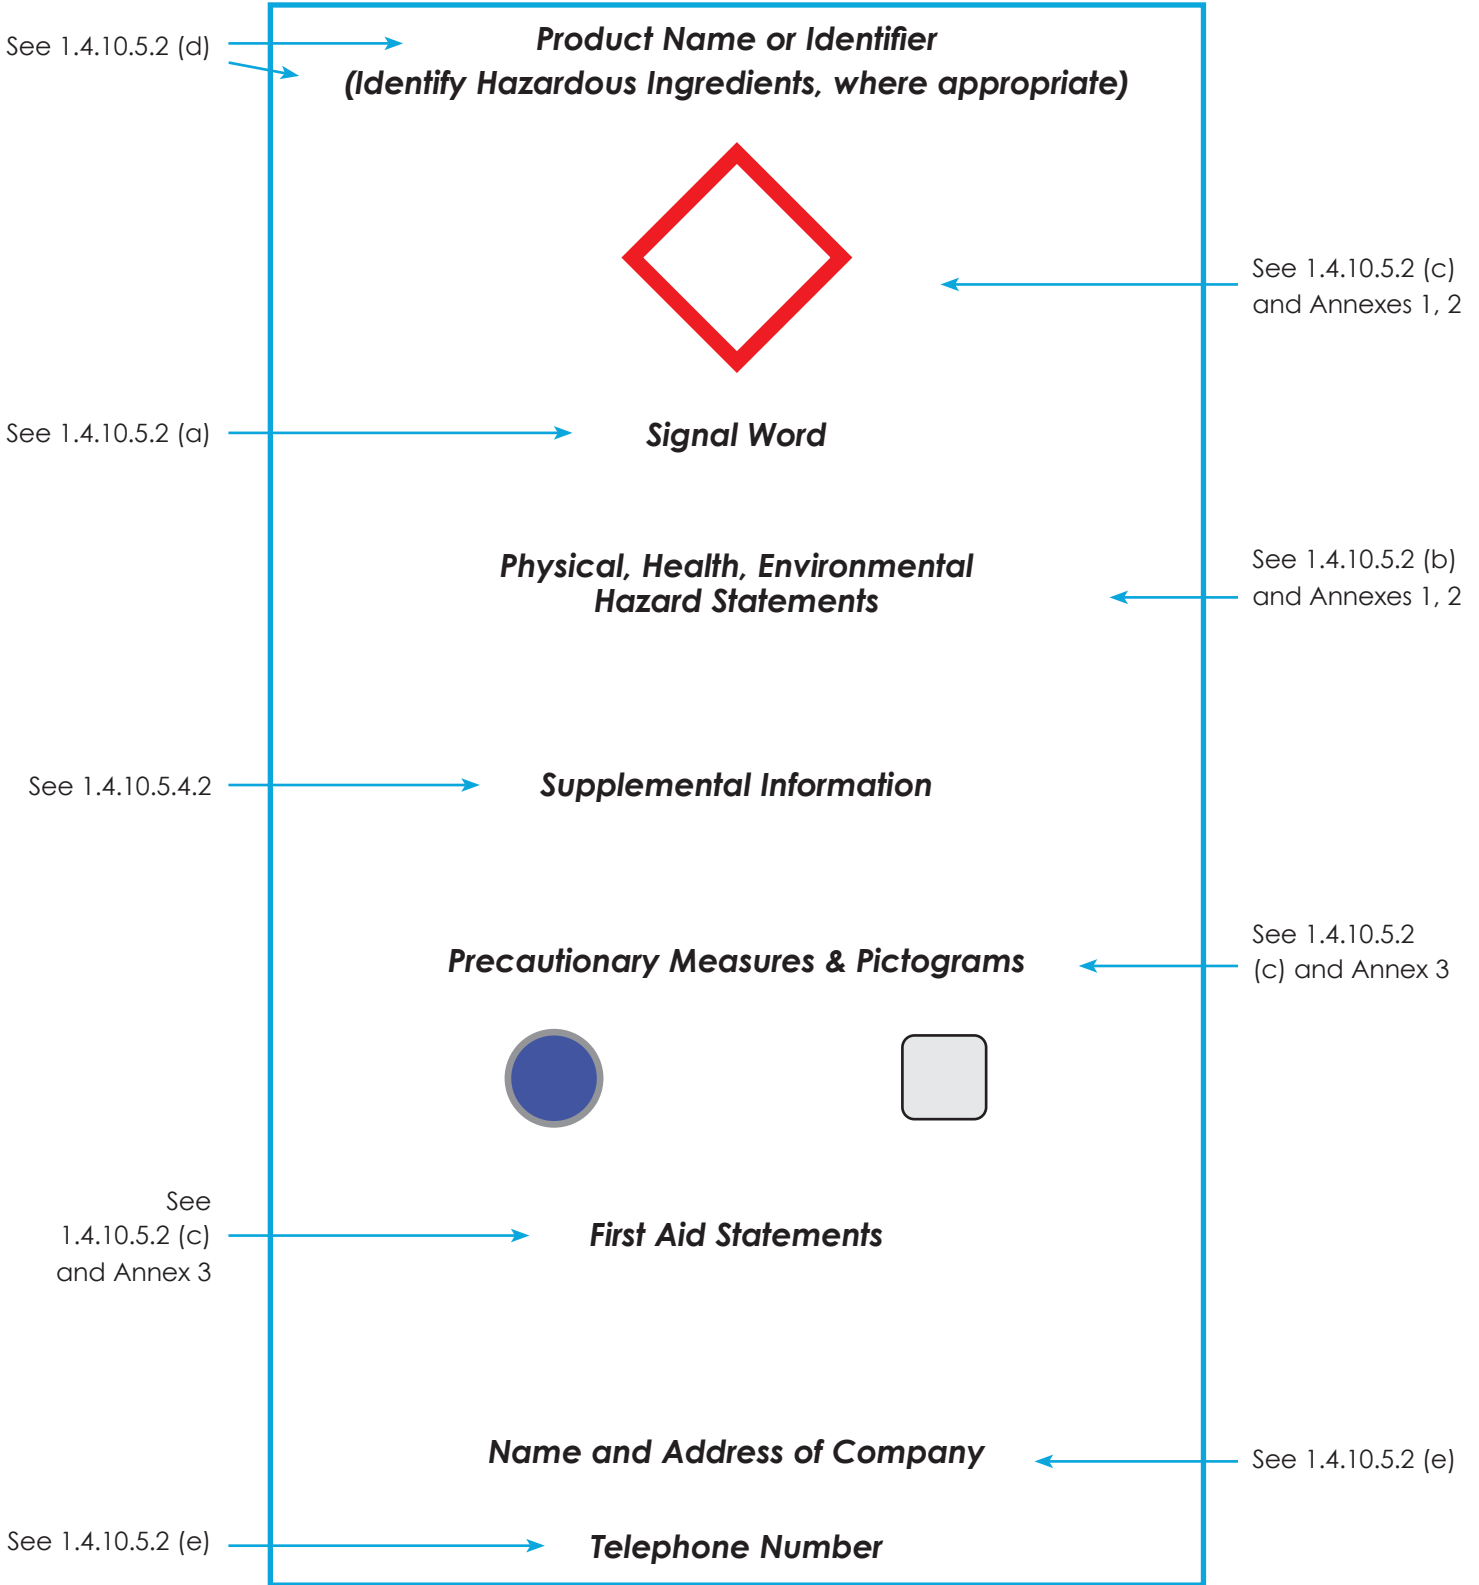 See 1.4.10.5.2 (d)
Product Name or Identifier
(Identify Hazardous Ingredients, where appropriate)
See 1.4.10.5.2 (c)
and Annexes 1, 2
See 1.4.10.5.2 (a)
Signal Word
Physical, Health, Environmental
Hazard Statements
See 1.4.10.5.2 (b)
and Annexes 1, 2
See 1.4.10.5.4.2
Supplemental Information
Precautionary Measures & Pictograms
See 1.4.10.5.2
(c) and Annex 3
See
1.4.10.5.2 (c)
and Annex 3
First Aid Statements
Name and Address of Company
See 1.4.10.5.2 (e)
See 1.4.10.5.2 (e)
Telephone Number